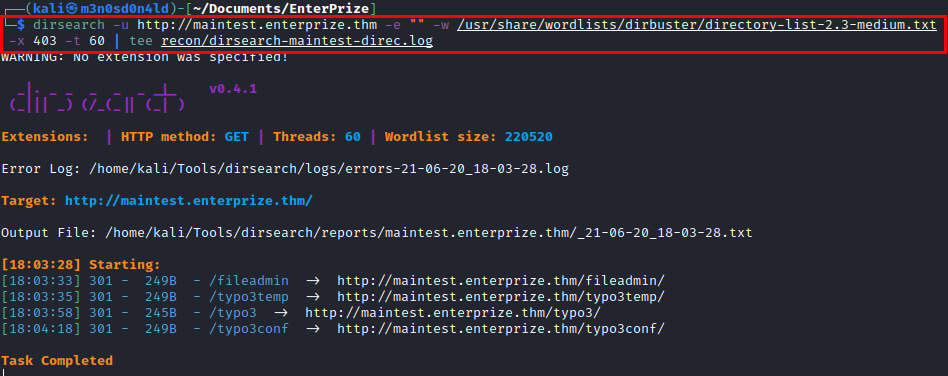 ┌──(kali㉿m3n0sd0n4ld)-[~/Documents/EnterPrize]
└─$ dirsearch -u http://maintest.enterprize.thm -e "" -w /usr/share/wordlists/dirbuster/directory-list-2.3-medium.txt
-x 403 -t 60 | tee recon/dirsearch-maintest-direc.log
WARNING: No extension was specified!
v0.4.1
Extensions:  | HTTP method: GET | Threads: 60 | Wordlist size: 220520
Error Log: /home/kali/Tools/dirsearch/logs/errors-21-06-20_18-03-28.log
Target: http://maintest.enterprize.thm/
Output File: /home/kali/Tools/dirsearch/reports/maintest.enterprize.thm/_21-06-20_18-03-28.txt
[18:03:28] Starting:
[18:03:33] 301 -  249B  - /fileadmin  ->  http://maintest.enterprize.thm/fileadmin/
[18:03:35] 301 -  249B  - /typo3temp  ->  http://maintest.enterprize.thm/typo3temp/
[18:03:58] 301 -  245B  - /typo3  ->  http://maintest.enterprize.thm/typo3/
[18:04:18] 301 -  249B  - /typo3conf  ->  http://maintest.enterprize.thm/typo3conf/
Task Completed